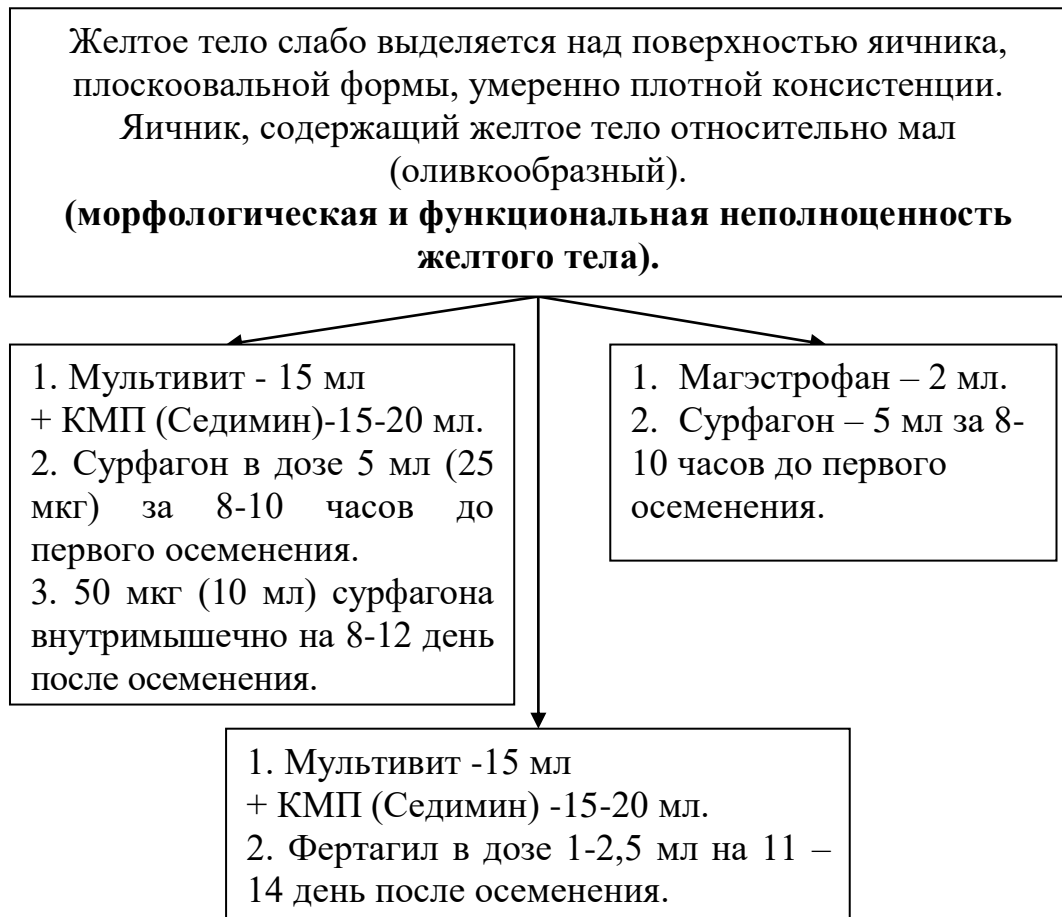 Желтое тело слабо выделяется над поверхностью яичника,
плоскоовальной формы, умеренно плотной консистенции.
Яичник, содержащий желтое тело относительно мал
(оливкообразный).
(морфологическая и функциональная неполноценность
желтого тела).
1. Мультивит - 15 мл
+ КМП (Седимин)-15-20 мл.
2. Сурфагон в дозе 5 мл (25
мкг) за 8-10 часов до
первого осеменения.
3. 50 мкг (10 мл) сурфагона
внутримышечно на 8-12 день
после осеменения.
1. Магэстрофан – 2 мл.
2. Сурфагон – 5 мл за 8-
10 часов до первого
осеменения.
1. Мультивит -15 мл
+ КМП (Седимин) -15-20 мл.
2. Фертагил в дозе 1-2,5 мл на 11 –
14 день после осеменения.